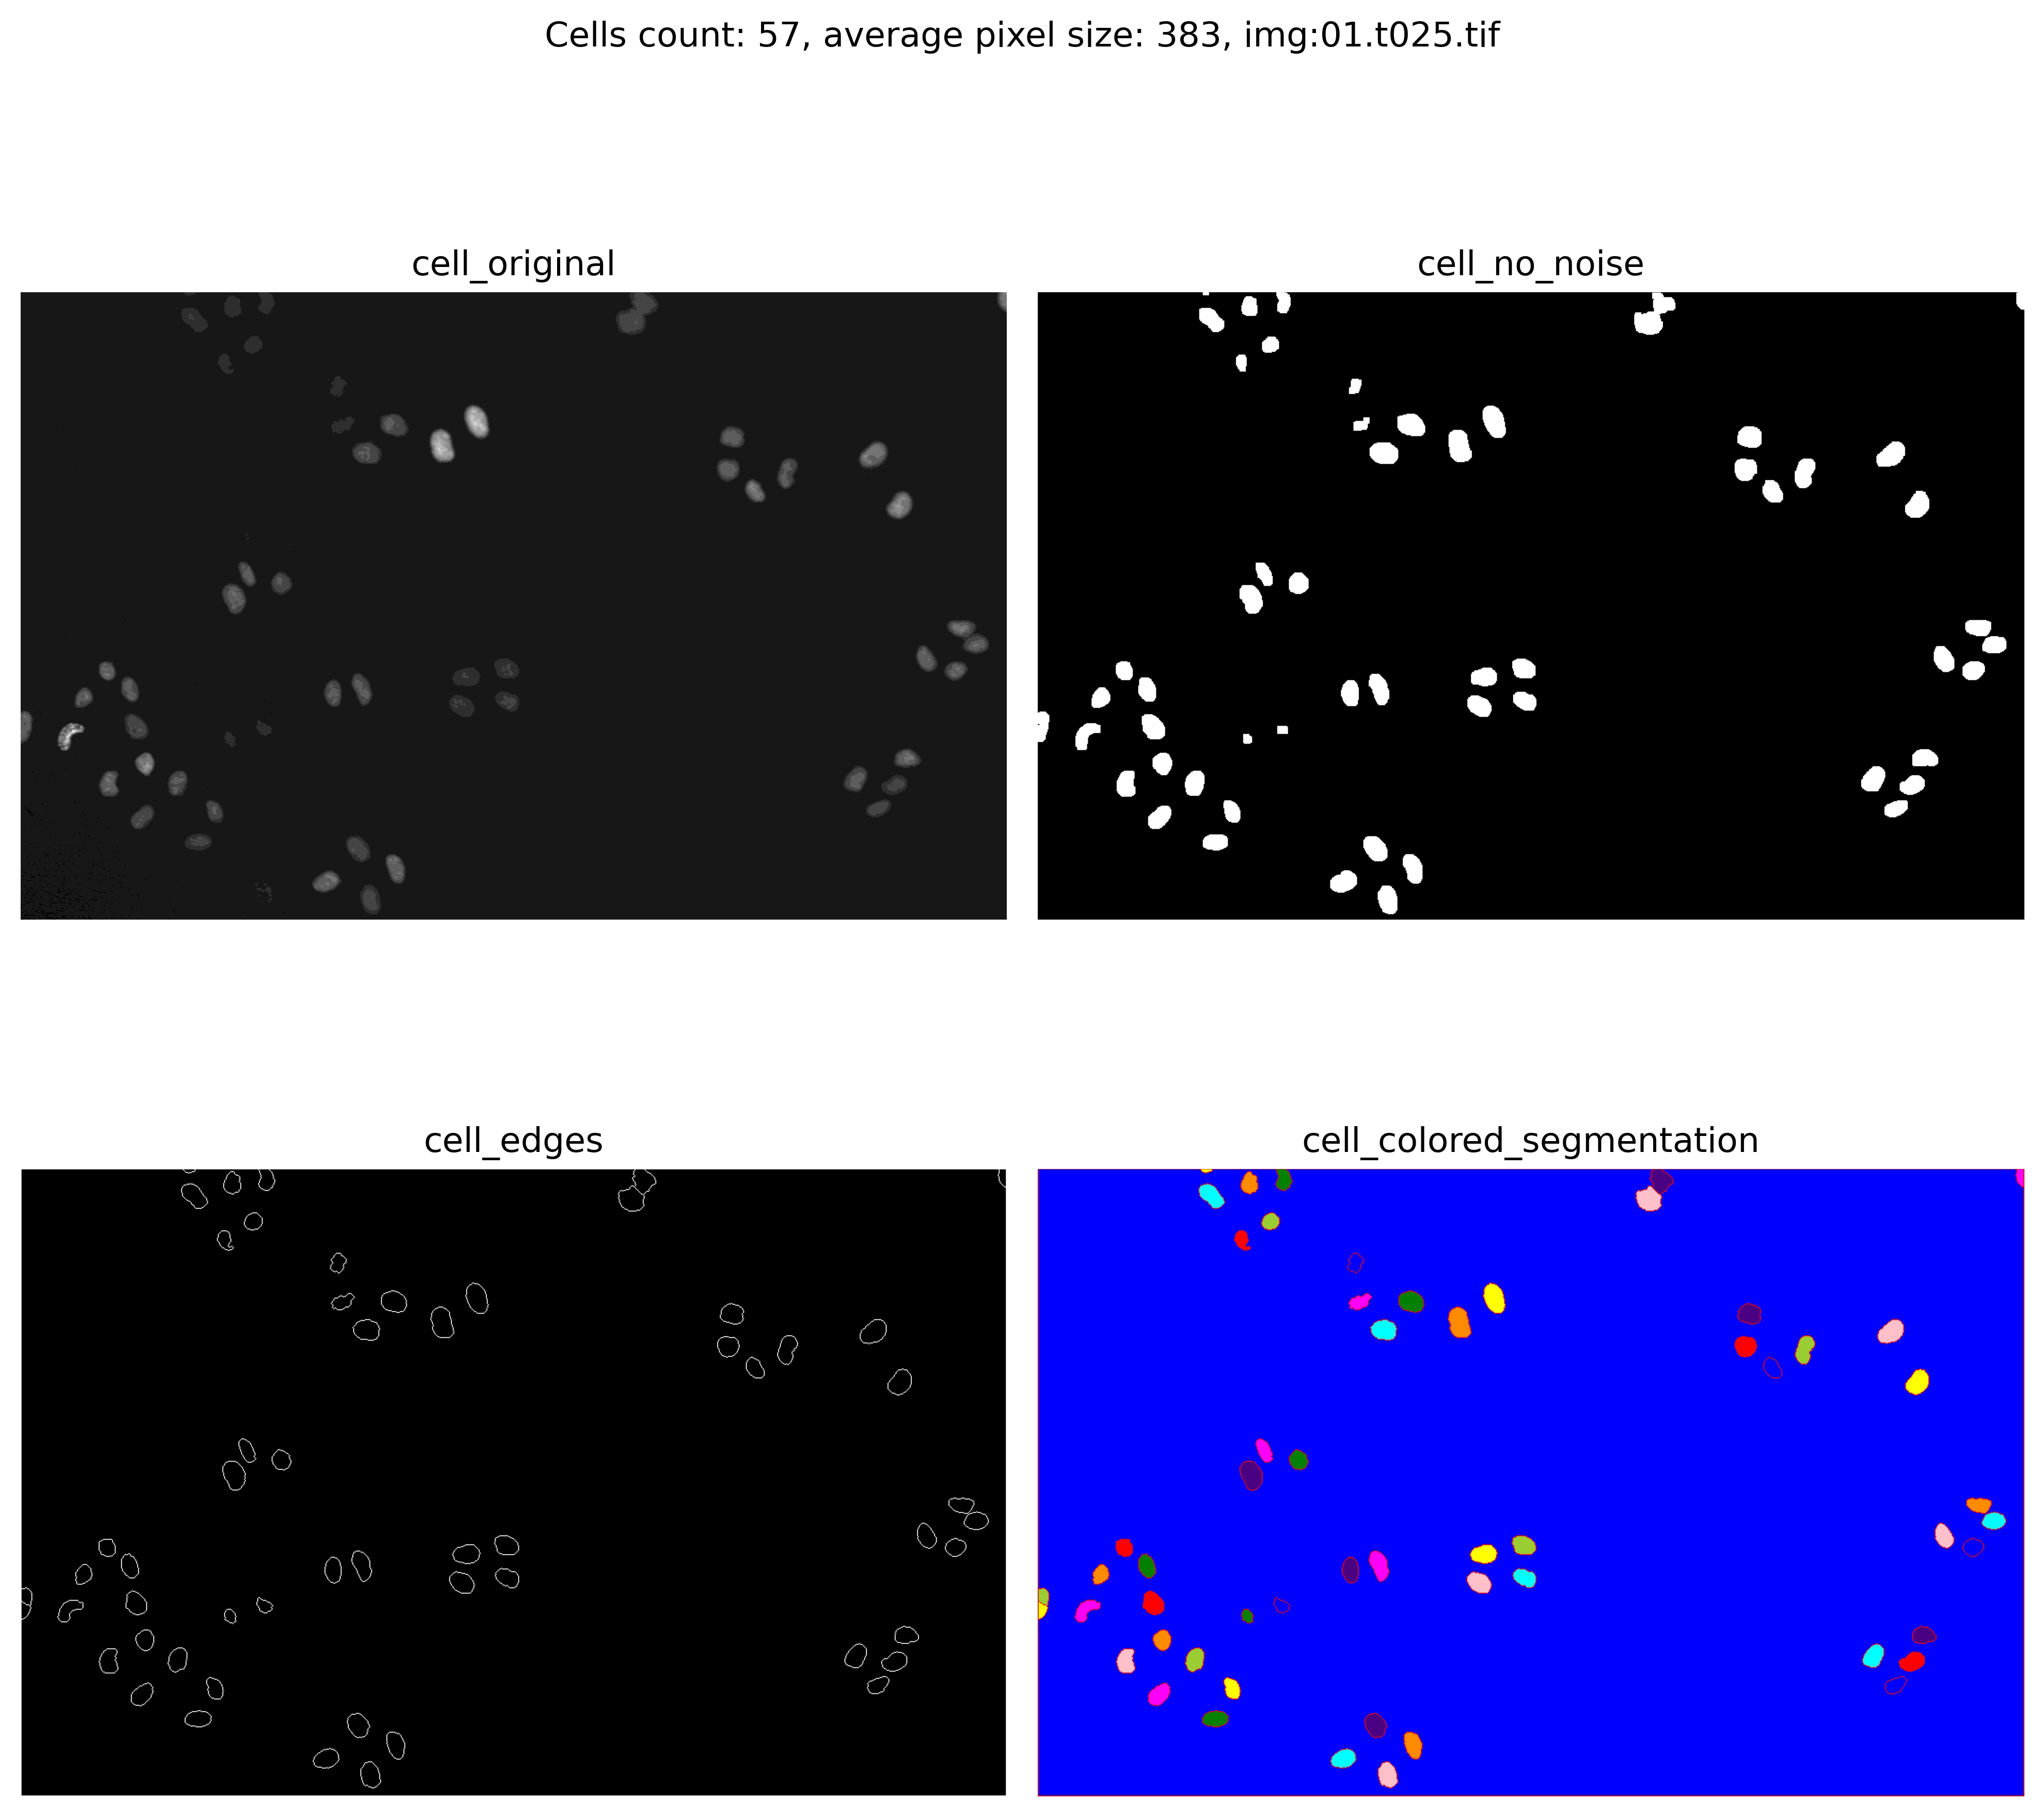 Cells count: 57, average pixel size: 383, img:01.t025.tif
cell_original
cell_no_noise
cell_edges
cell_colored_segmentation